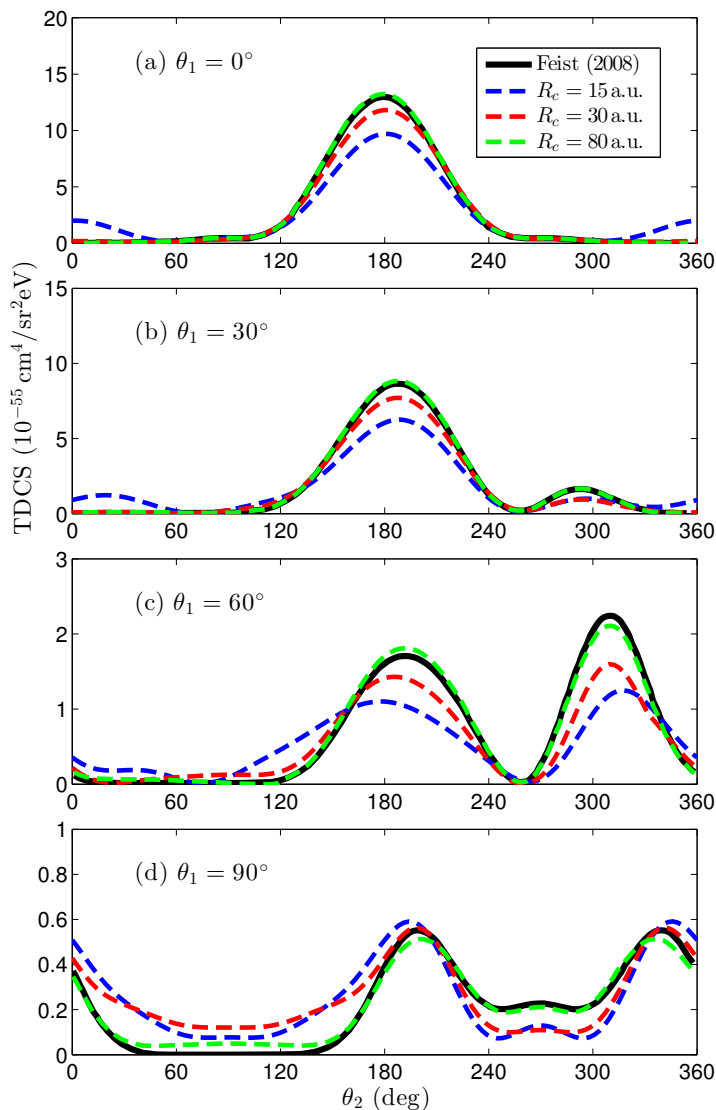 TDCS (10⁻⁵⁵ cm⁴/sr²eV)
20
15
10
5
0
(a) θ₁ = 0°
Feist (2008)
R_c = 15 a.u.
R_c = 30 a.u.
R_c = 80 a.u.
0 60 120 180 240 300 360
15
10
5
0
(b) θ₁ = 30°
0 60 120 180 240 300 360
3
2
1
0
(c) θ₁ = 60°
0 60 120 180 240 300 360
1
0.8
0.6
0.4
0.2
0
(d) θ₁ = 90°
0 60 120 180 240 300 360
θ₂ (deg)